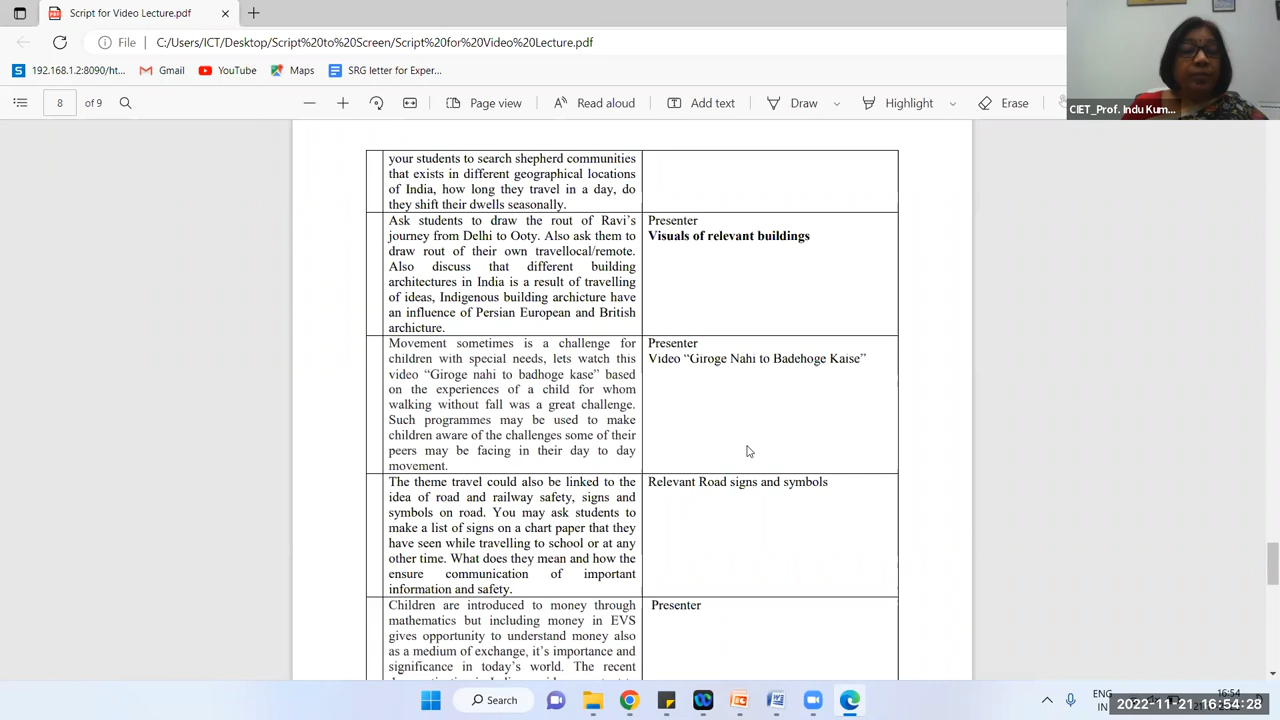 Script for Video Lecture.pdf
File C:/Users/ICT/Desktop/Script%20to%20Screen/Script%20for%20Video%20Lecture.pdf
192.168.1.2:8090/ht... Gmail YouTube Maps SRG letter for Exper...
8 of 9 Page view Read aloud Add text Draw Highlight Erase
CIET_Prof. Indu Kum...
your students to search shepherd communities
that exists in different geographical locations
of India, how long they travel in a day, do
they shift their dwells seasonally.
Ask students to draw the rout of Ravi's
journey from Delhi to Ooty. Also ask them to
draw rout of their own travellocal/remote.
Also discuss that different building
architectures in India is a result of travelling
of ideas, Indigenous building archicture have
an influence of Persian European and British
archicture.
Presenter
Visuals of relevant buildings
Movement sometimes is a challenge for
children with special needs, lets watch this
video “Giroge nahi to badhoge kase” based
on the experiences of a child for whom
walking without fall was a great challenge.
Such programmes may be used to make
children aware of the challenges some of their
peers may be facing in their day to day
movement.
Presenter
Video “Giroge Nahi to Badehoge Kaise”
The theme travel could also be linked to the
idea of road and railway safety, signs and
symbols on road. You may ask students to
make a list of signs on a chart paper that they
have seen while travelling to school or at any
other time. What does they mean and how the
ensure communication of important
information and safety.
Relevant Road signs and symbols
Children are introduced to money through
mathematics but including money in EVS
gives opportunity to understand money also
as a medium of exchange, it's importance and
significance in today's world. The recent
Presenter
Search
ENG
IN
16:54
2022-11-21 16:54:28